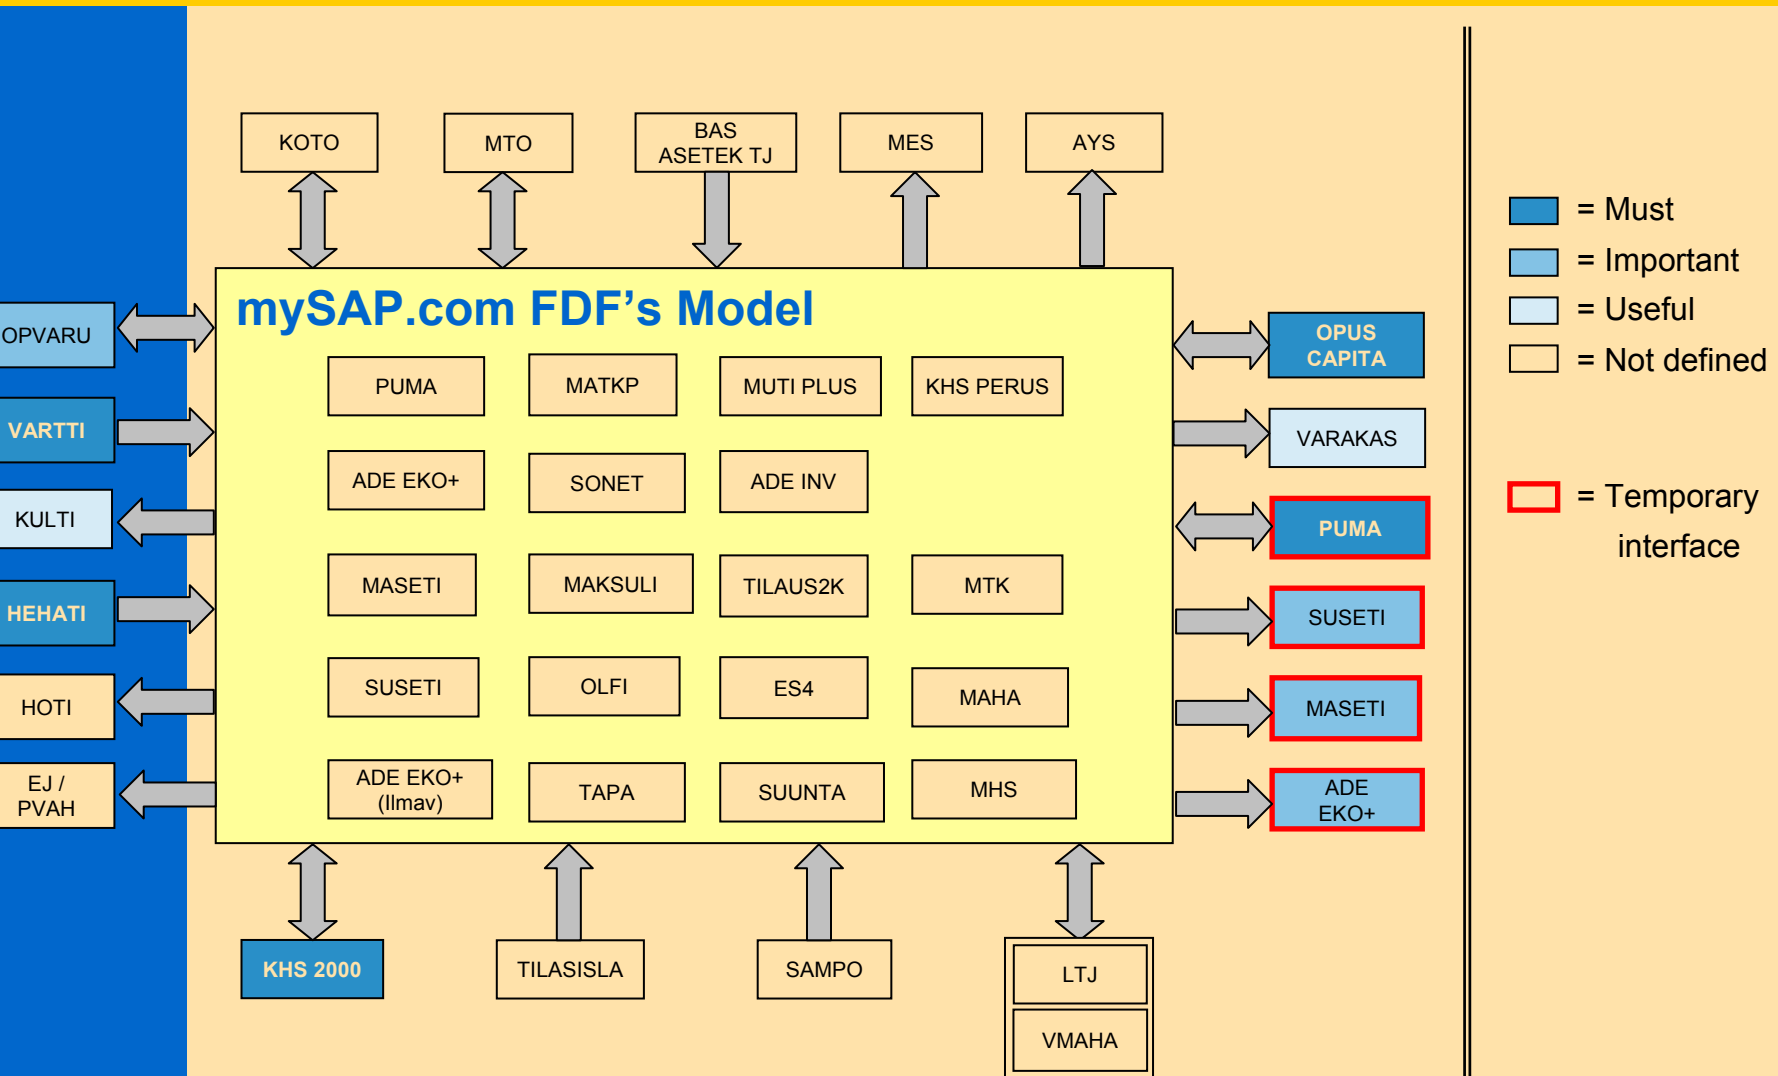 KOTO
MTO
BAS
ASETEK TJ
MES
AYS
mySAP.com FDF's Model
OPVARU
VARTTI
KULTI
HEHATI
HOTI
EJ /
PVAH
PUMA
MATKP
MUTI PLUS
KHS PERUS
ADE EKO+
SONET
ADE INV
MASETI
MAKSULI
TILAUS2K
MTK
SUSETI
OLFI
ES4
MAHA
ADE EKO+
(Ilmav)
TAPA
SUUNTA
MHS
OPUS
CAPITA
VARAKAS
PUMA
SUSETI
MASETI
ADE
EKO+
KHS 2000
TILASISLA
SAMPO
LTJ
VMAHA
= Must
= Important
= Useful
= Not defined
= Temporary
interface